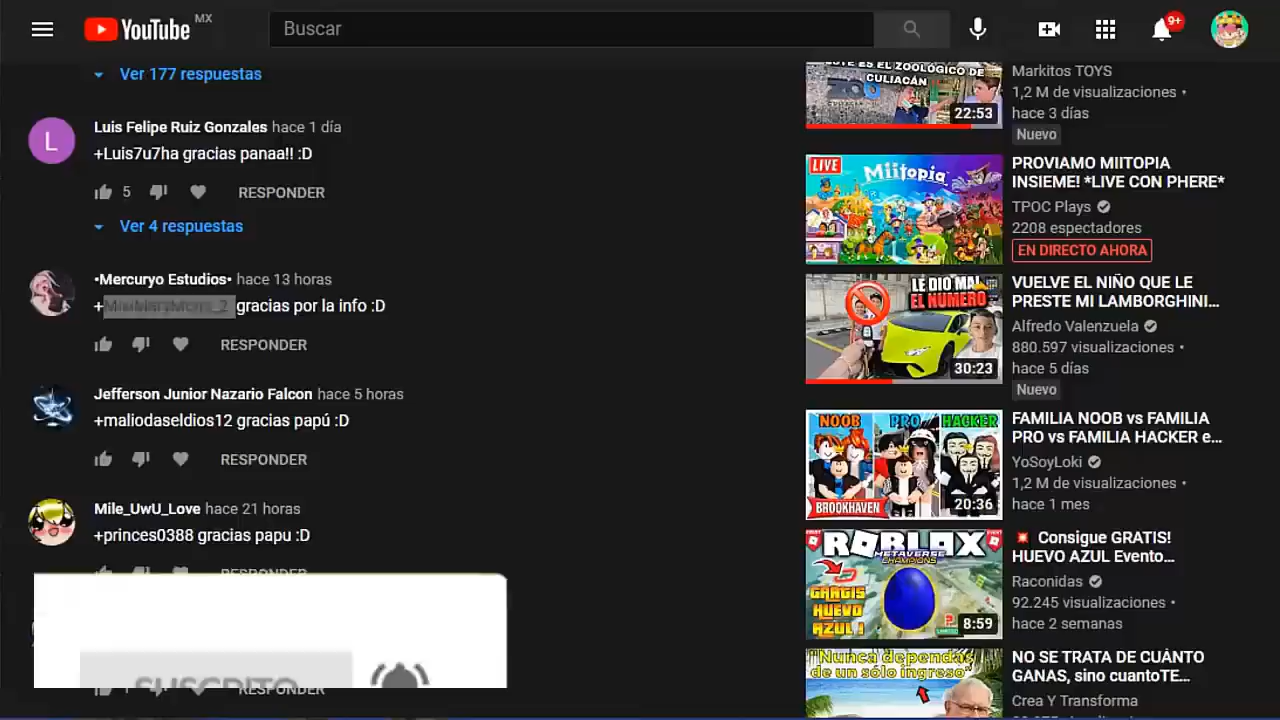 YouTube MX
Buscar
9+
Ver 177 respuestas
Luis Felipe Ruiz Gonzales hace 1 día
+Luis7u7ha gracias panaa!! :D
5 RESPONDER
Ver 4 respuestas
•Mercuryo Estudios• hace 13 horas
+ gracias por la info :D
RESPONDER
Jefferson Junior Nazario Falcon hace 5 horas
+maliodaseldios12 gracias papú :D
RESPONDER
Mile_UwU_Love hace 21 horas
+princes0388 gracias papu :D
RESPONDER
SUSCRITO
RESPONDER
ESTE ES EL ZOOLOGICO DE
CULIACÁN
22:53
Markitos TOYS
1,2 M de visualizaciones •
hace 3 días
Nuevo
LIVE
Miitopia
PROVIAMO MIITOPIA
INSIEME! *LIVE CON PHERE*
TPOC Plays
2208 espectadores
EN DIRECTO AHORA
LE DIO MAL
EL NUMERO
30:23
VUELVE EL NIÑO QUE LE
PRESTE MI LAMBORGHINI...
Alfredo Valenzuela
880.597 visualizaciones •
hace 5 días
Nuevo
NOOB PRO HACKER
BROOKHAVEN
20:36
FAMILIA NOOB vs FAMILIA
PRO vs FAMILIA HACKER e...
YoSoyLoki
1,2 M de visualizaciones •
hace 1 mes
ROBLOX
METAVERSE
CHAMPIONS
GRATIS
HUEVO
AZUL !
8:59
Consigue GRATIS!
HUEVO AZUL Evento...
Raconidas
92.245 visualizaciones •
hace 2 semanas
"Nunca dependas
de un sólo ingreso"
NO SE TRATA DE CUÁNTO
GANAS, sino cuantoTE...
Crea Y Transforma